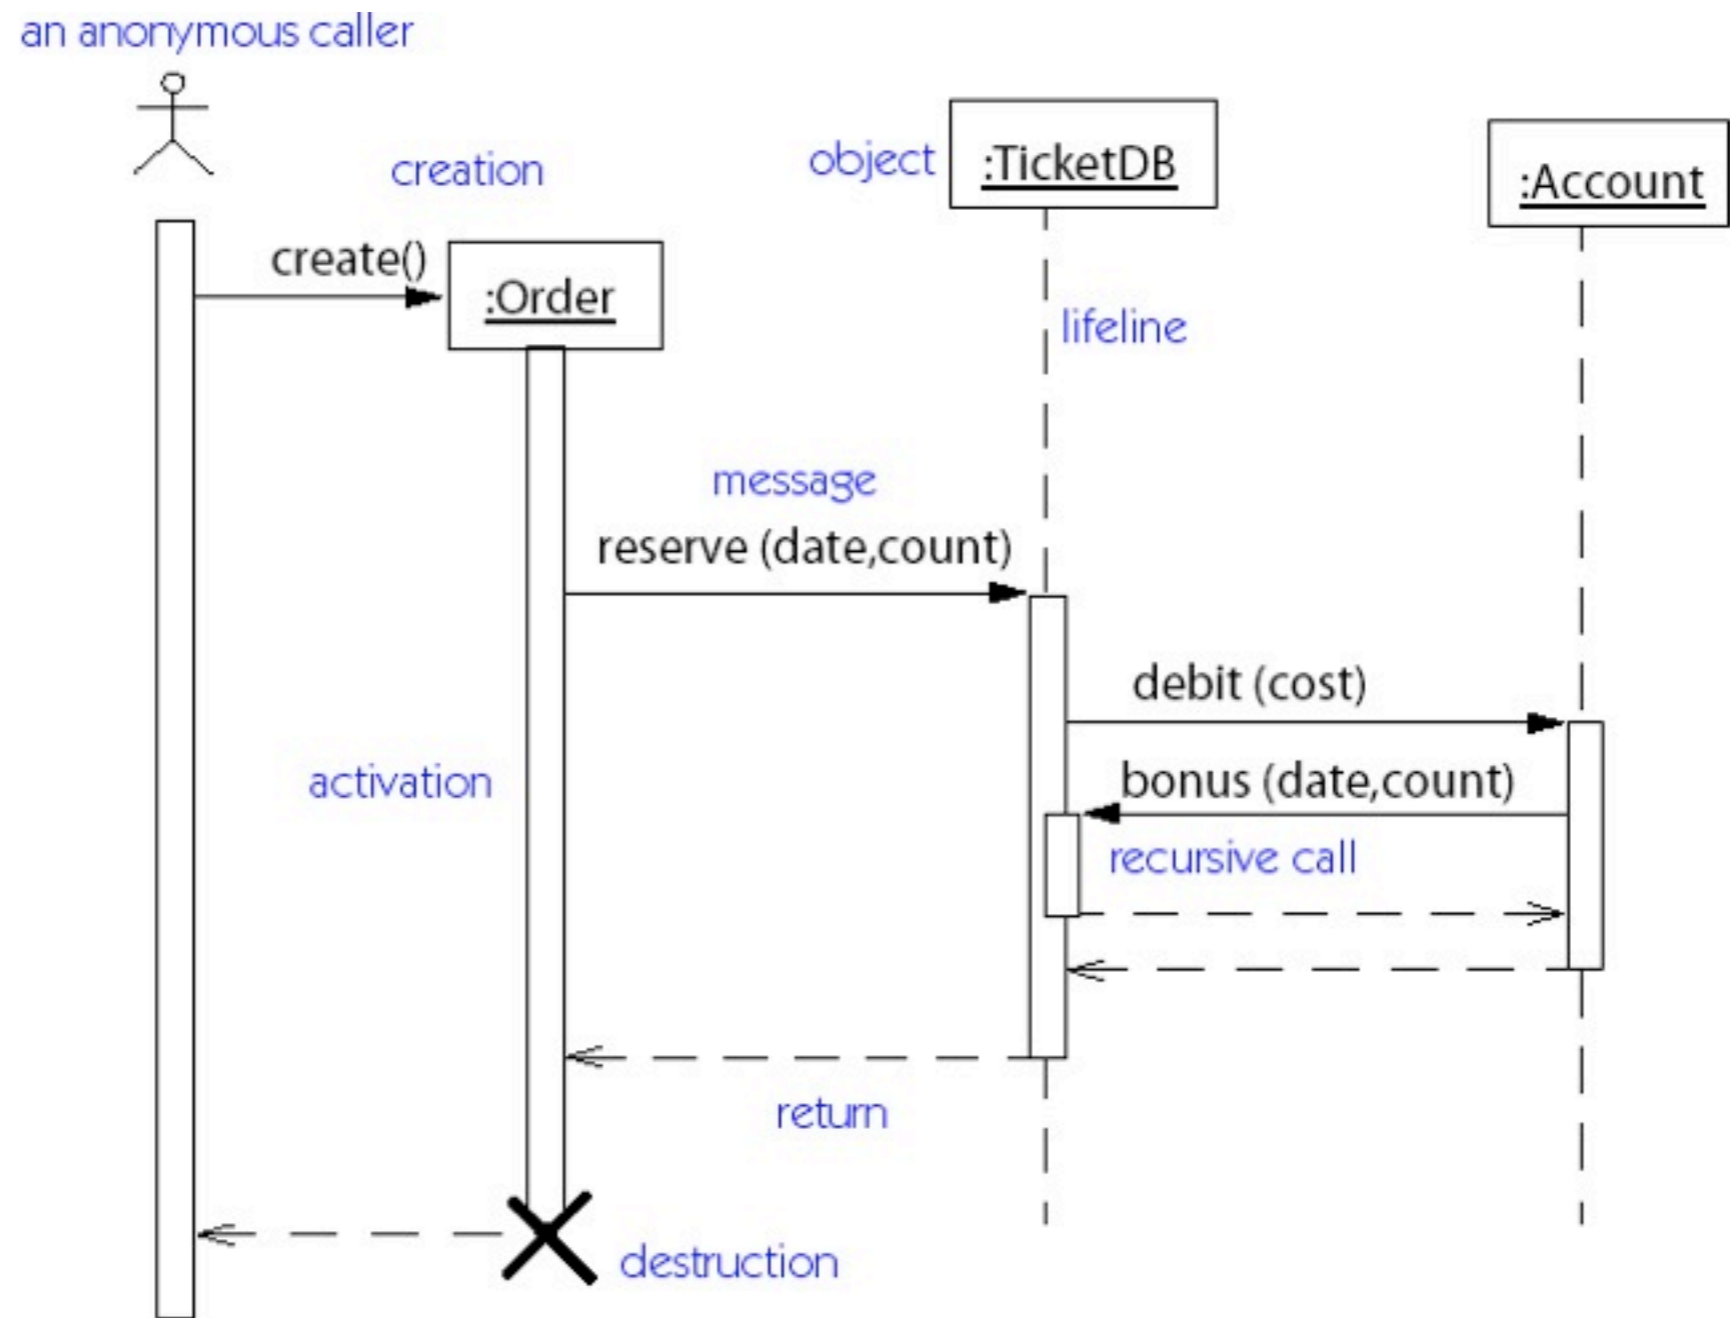 an anonymous caller
creation
object
:TicketDB
:Account
create()
:Order
lifeline
message
reserve (date,count)
debit (cost)
activation
bonus (date,count)
recursive call
return
destruction